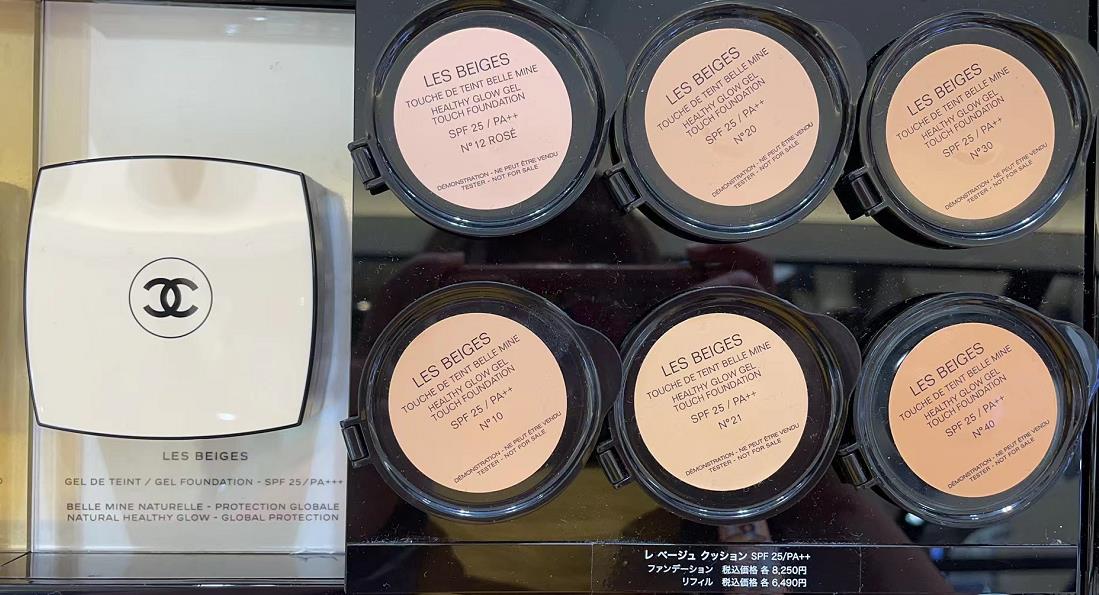 LES BEIGES
GEL DE TEINT / GEL FOUNDATION - SPF 25/PA+++
BELLE MINE NATURELLE - PROTECTION GLOBALE
NATURAL HEALTHY GLOW - GLOBAL PROTECTION
LES BEIGES
TOUCHE DE TEINT BELLE MINE
HEALTHY GLOW GEL
TOUCH FOUNDATION
SPF 25 / PA++
N°12 ROSÉ
DÉMONSTRATION - NE PEUT ÊTRE VENDU
TESTER - NOT FOR SALE
LES BEIGES
TOUCHE DE TEINT BELLE MINE
HEALTHY GLOW GEL
TOUCH FOUNDATION
SPF 25 / PA++
N°20
DÉMONSTRATION - NE PEUT ÊTRE VENDU
TESTER - NOT FOR SALE
LES BEIGES
TOUCHE DE TEINT BELLE MINE
HEALTHY GLOW GEL
TOUCH FOUNDATION
SPF 25 / PA++
N°30
DÉMONSTRATION - NE PEUT ÊTRE VENDU
TESTER - NOT FOR SALE
LES BEIGES
TOUCHE DE TEINT BELLE MINE
HEALTHY GLOW GEL
TOUCH FOUNDATION
SPF 25 / PA++
N°10
DÉMONSTRATION - NE PEUT ÊTRE VENDU
TESTER - NOT FOR SALE
LES BEIGES
TOUCHE DE TEINT BELLE MINE
HEALTHY GLOW GEL
TOUCH FOUNDATION
SPF 25 / PA++
N°21
DÉMONSTRATION - NE PEUT ÊTRE VENDU
TESTER - NOT FOR SALE
LES BEIGES
TOUCHE DE TEINT BELLE MINE
HEALTHY GLOW GEL
TOUCH FOUNDATION
SPF 25 / PA++
N°40
DÉMONSTRATION - NE PEUT ÊTRE VENDU
TESTER - NOT FOR SALE
レ ベージュ クッション SPF 25/PA++
ファンデーション 税込価格 各 8,250円
リフィル 税込価格 各 6,490円